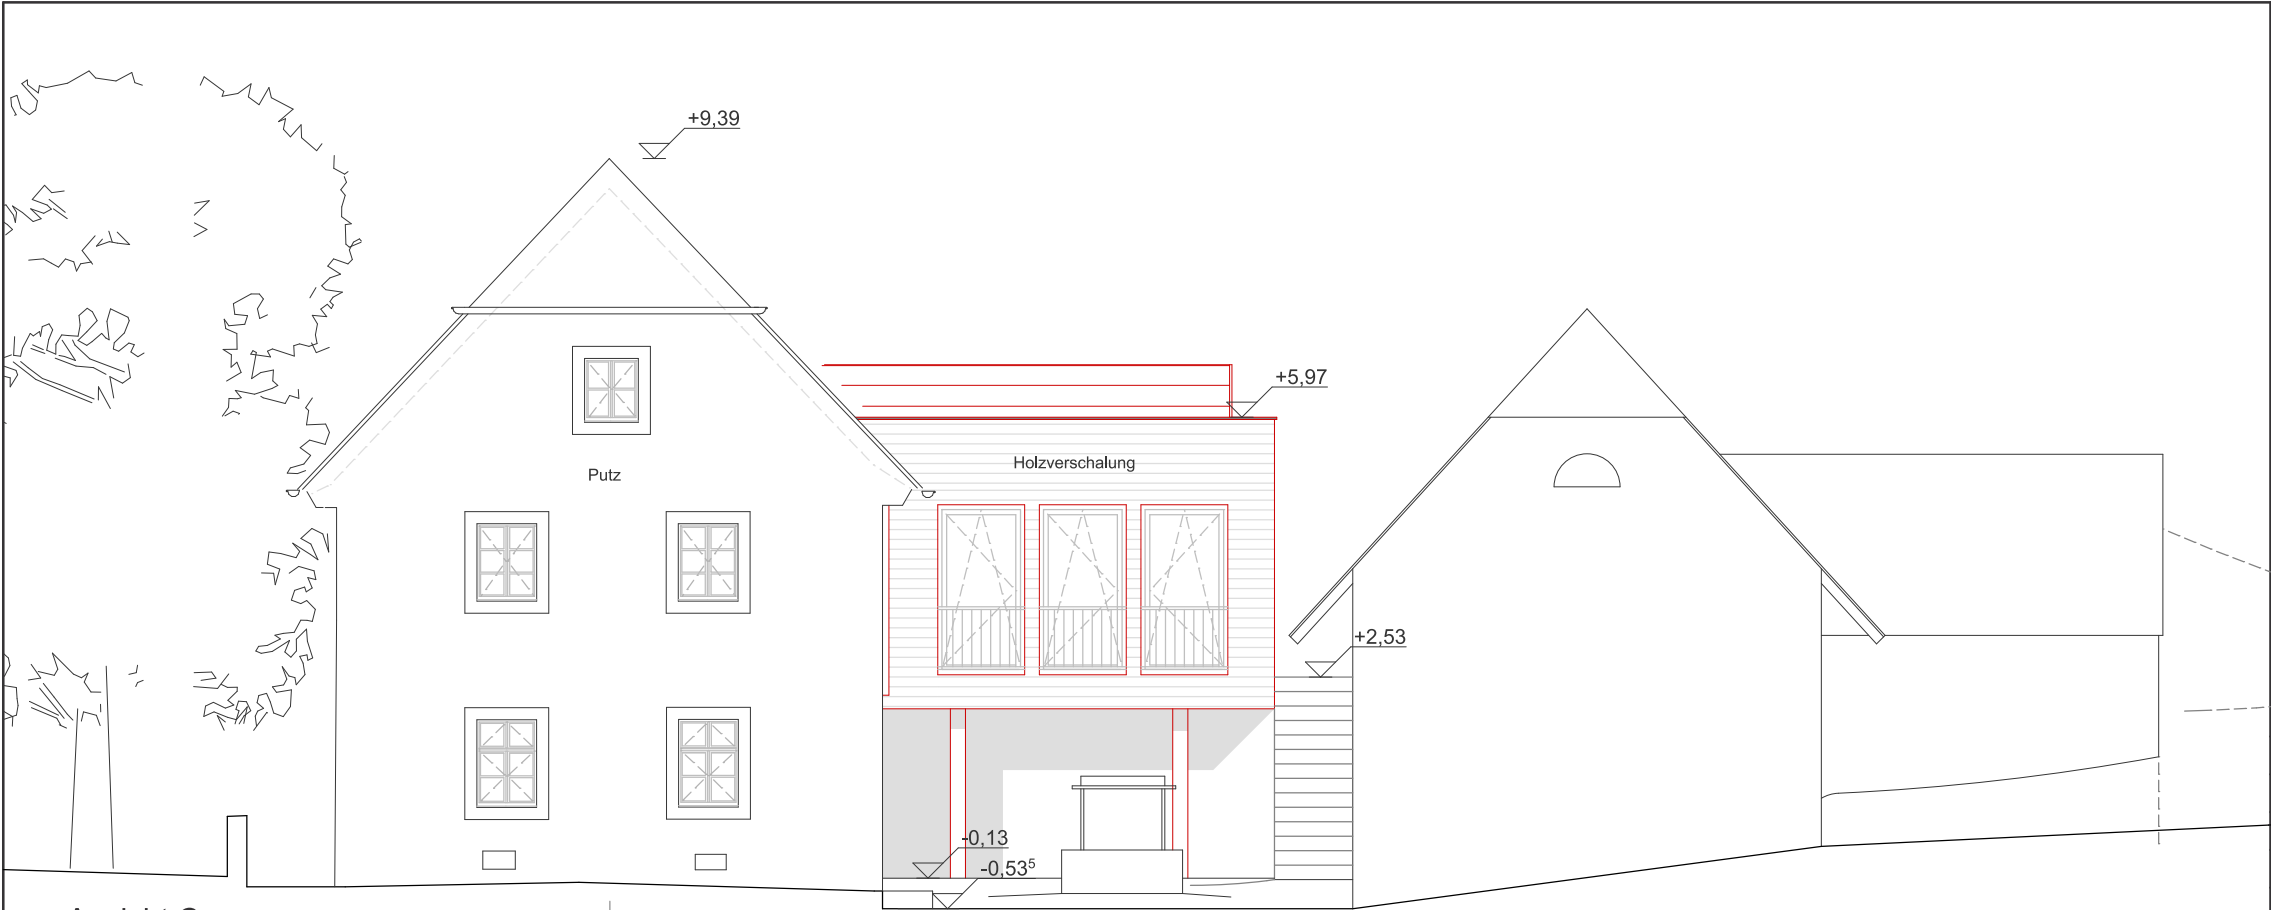 +9,39
+5,97
Holzverschalung
Putz
+2,53
-0,13
-0,53⁵